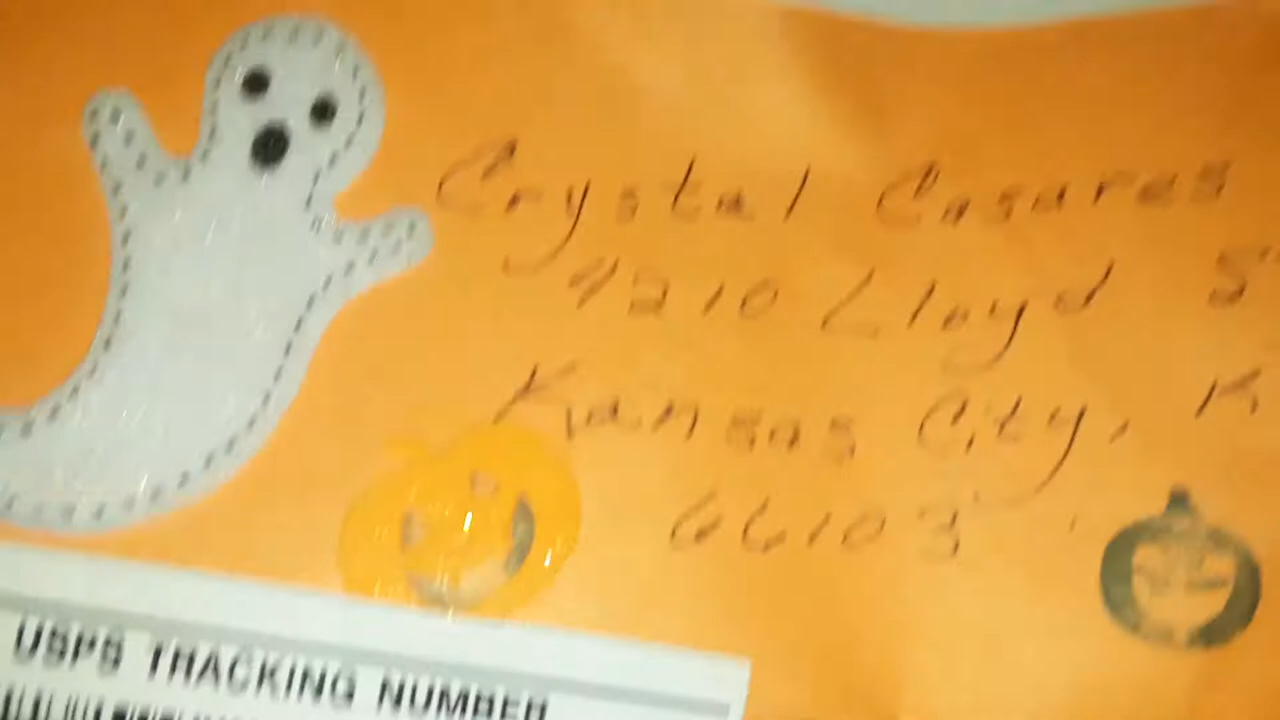 Crystal Casares
4210 Lloyd S
Kansas City, K
66103
USPS TRACKING NUMBER